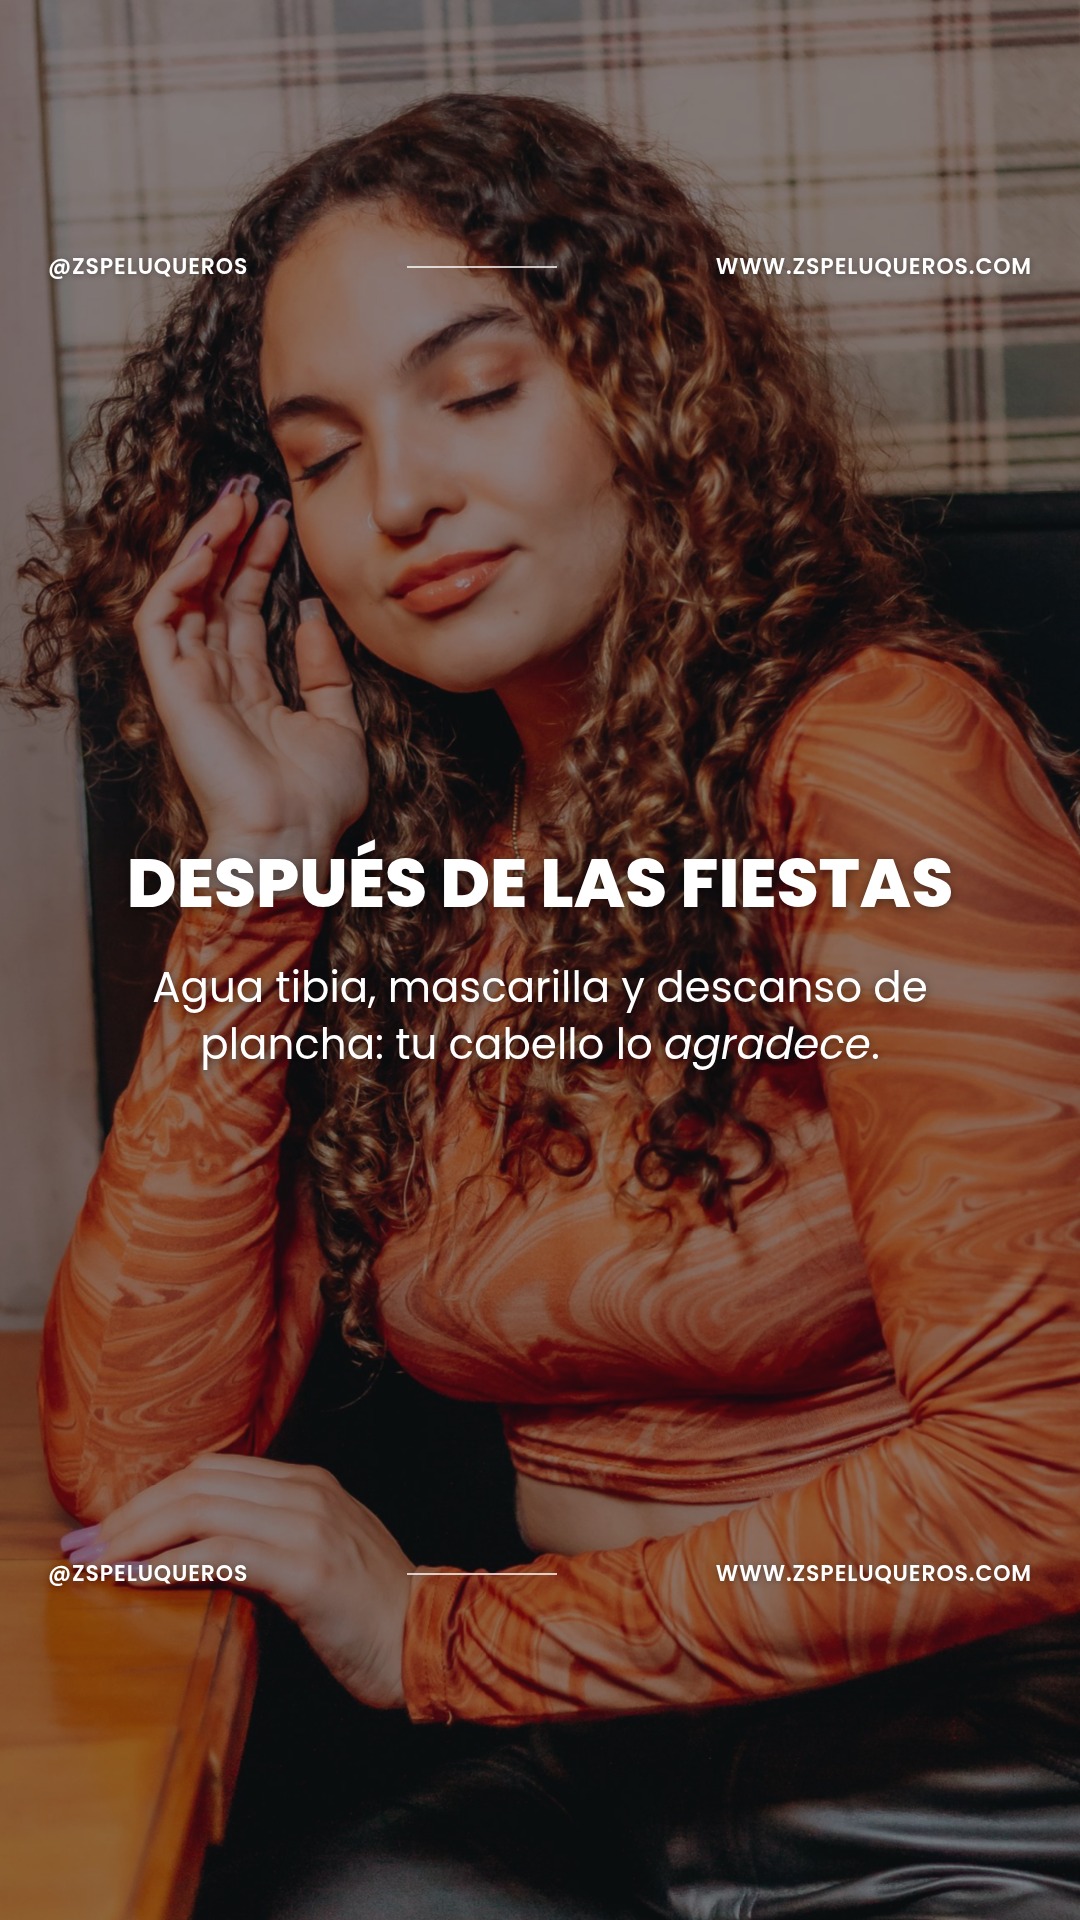 @ZSPELUQUEROS WWW.ZSPELUQUEROS.COM
DESPUÉS DE LAS FIESTAS
Agua tibia, mascarilla y descanso de
plancha: tu cabello lo agradece.
@ZSPELUQUEROS WWW.ZSPELUQUEROS.COM